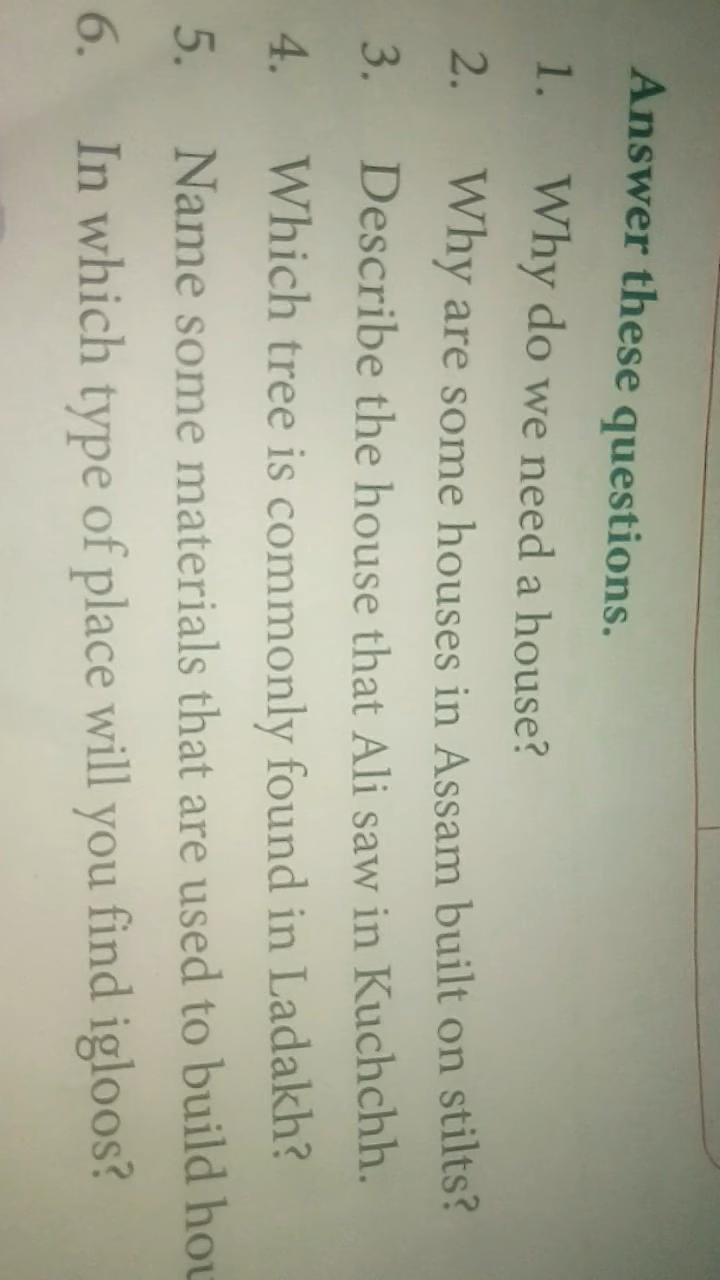 Answer these questions.
1. Why do we need a house?
2. Why are some houses in Assam built on stilts?
3. Describe the house that Ali saw in Kuchchh.
4. Which tree is commonly found in Ladakh?
5. Name some materials that are used to build
6. In which type of place will you find igloos?